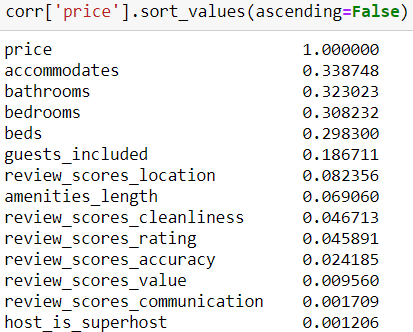 corr['price'].sort_values(ascending=False)
price 1.000000
accommodates 0.338748
bathrooms 0.323023
bedrooms 0.308232
beds 0.298300
guests_included 0.186711
review_scores_location 0.082356
amenities_length 0.069060
review_scores_cleanliness 0.046713
review_scores_rating 0.045891
review_scores_accuracy 0.024185
review_scores_value 0.009560
review_scores_communication 0.001709
host_is_superhost 0.001206